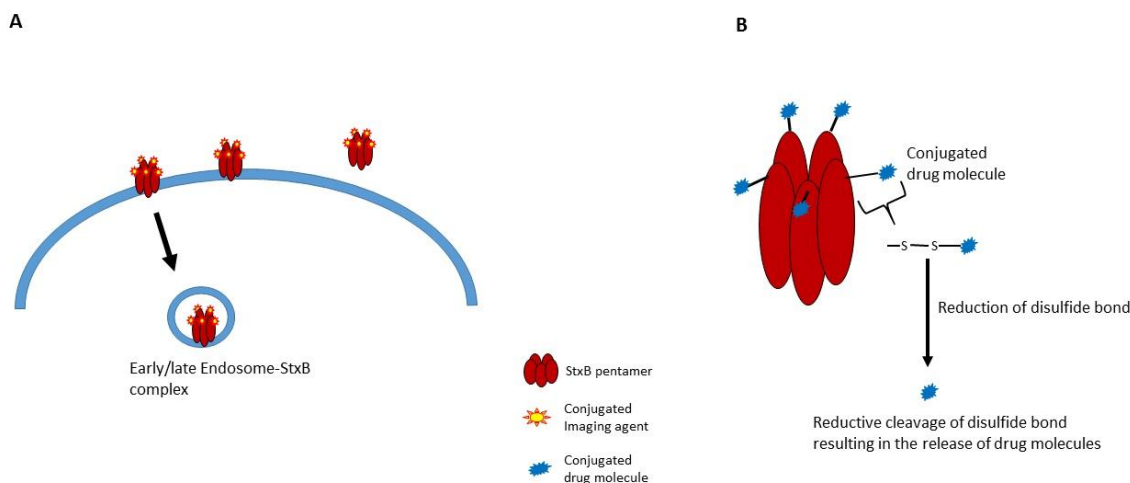 A
B
Conjugated
drug molecule
S S
Reduction of disulfide bond
Early/late Endosome-StxB
complex
StxB pentamer
Conjugated
Imaging agent
Conjugated
drug molecule
Reductive cleavage of disulfide bond
resulting in the release of drug molecules